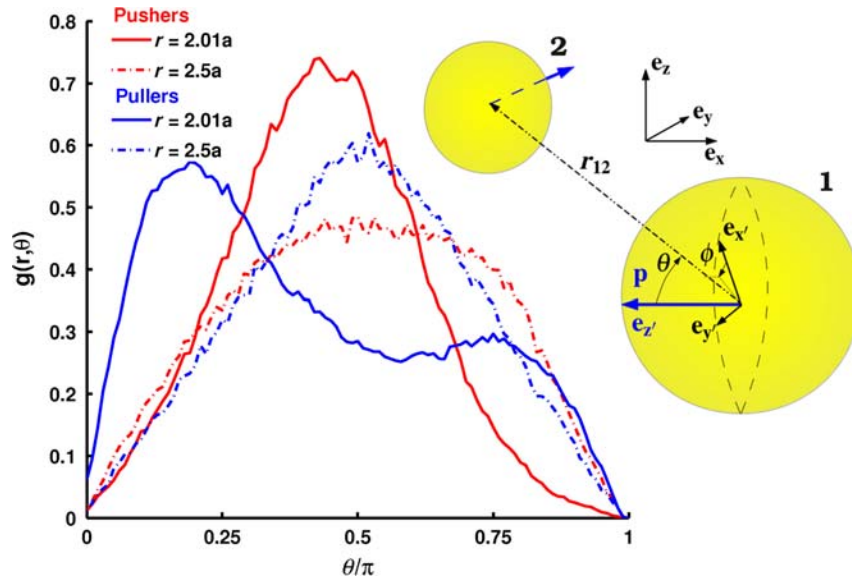 Pushers
r = 2.01a
r = 2.5a
Pullers
r = 2.01a
r = 2.5a
g(r,θ)
0.8
0.7
0.6
0.5
0.4
0.3
0.2
0.1
0
0 0.25 0.5 0.75 1
θ/π
2
e_z
e_y
e_x
r_12
1
e_x′
θ
ϕ
p
e_z′
e_y′